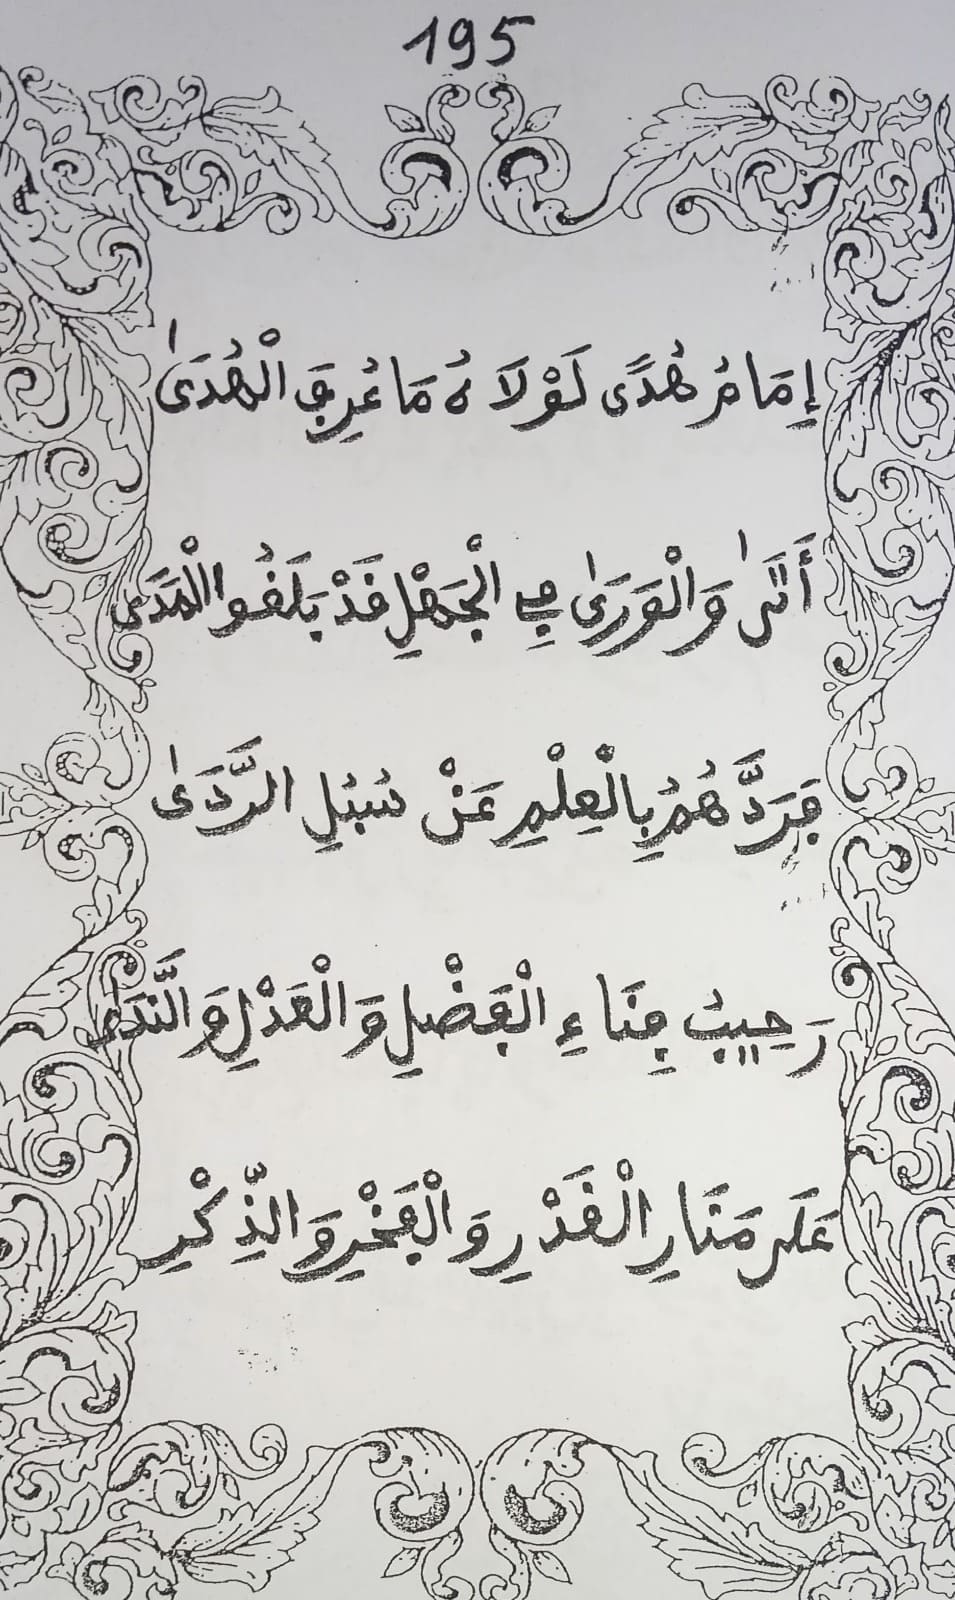 195
إِمَامُ هُدًى لَوْلَاهُ مَا عُرِفَ الْهُدَىٰ
أَتَىٰ وَالْوَرَىٰ فِي الْجَهْلِ قَدْ بَلَغُوا الْمَدَى
فَرَدَّهُمُ بِالْعِلْمِ عَنْ سُبُلِ الرَّدَىٰ
رَحِيبُ فِنَاءِ الْفَضْلِ وَالْعَدْلِ وَالنَّدَى
عَلَى مَنَارِ الْقَدْرِ وَالْفَخْرِ وَالذِّكْرِ